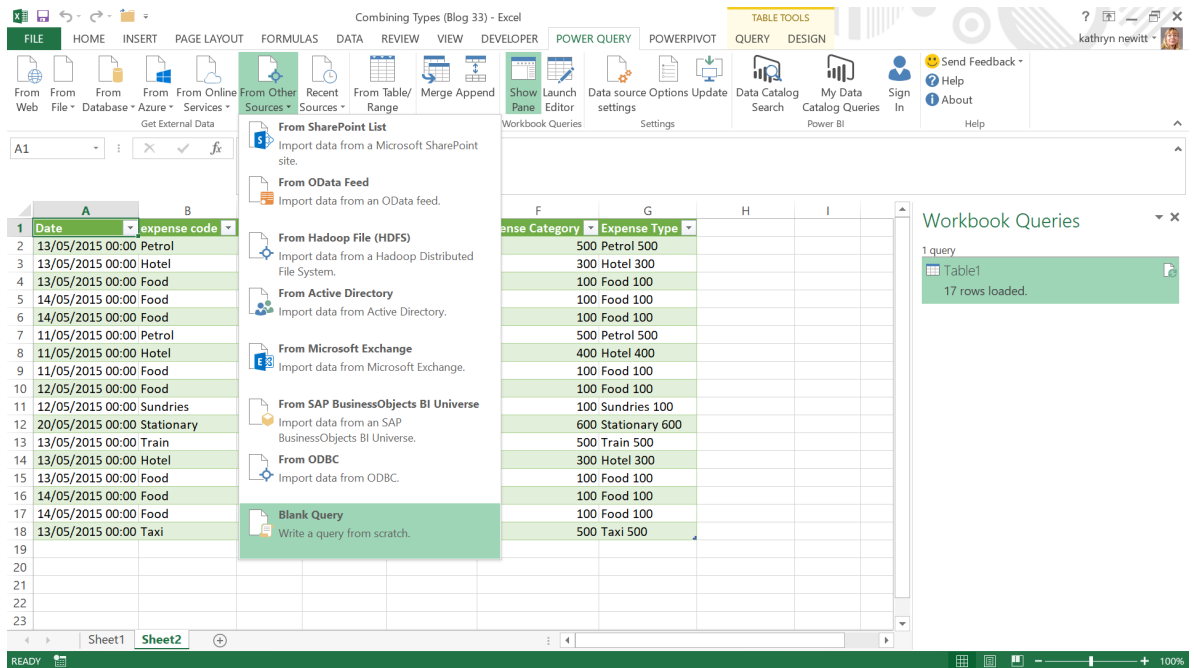 Combining Types (Blog 33) - Excel
TABLE TOOLS
?
FILE HOME INSERT PAGE LAYOUT FORMULAS DATA REVIEW VIEW DEVELOPER POWER QUERY POWERPIVOT QUERY DESIGN kathryn newitt
From Web
From File
From Database
From Azure
From Online Services
From Other Sources
Recent Sources
From Table/ Range
Merge Append
Show Pane
Launch Editor
Data source settings
Options Update
Data Catalog Search
My Data Catalog Queries
Sign In
Send Feedback
Help
About
Get External Data
Workbook Queries
Settings
Power BI
Help
A1
fx
From SharePoint List
Import data from a Microsoft SharePoint
site.
From OData Feed
Import data from an OData feed.
From Hadoop File (HDFS)
Import data from a Hadoop Distributed
File System.
From Active Directory
Import data from Active Directory.
From Microsoft Exchange
Import data from Microsoft Exchange.
From SAP BusinessObjects BI Universe
Import data from an SAP
BusinessObjects BI Universe.
From ODBC
Import data from ODBC.
Blank Query
Write a query from scratch.
A B F G H I
1 Date expense code ense Category Expense Type
2 13/05/2015 00:00 Petrol 500 Petrol 500
3 13/05/2015 00:00 Hotel 300 Hotel 300
4 13/05/2015 00:00 Food 100 Food 100
5 14/05/2015 00:00 Food 100 Food 100
6 14/05/2015 00:00 Food 100 Food 100
7 11/05/2015 00:00 Petrol 500 Petrol 500
8 11/05/2015 00:00 Hotel 400 Hotel 400
9 11/05/2015 00:00 Food 100 Food 100
10 12/05/2015 00:00 Food 100 Food 100
11 12/05/2015 00:00 Sundries 100 Sundries 100
12 20/05/2015 00:00 Stationary 600 Stationary 600
13 13/05/2015 00:00 Train 500 Train 500
14 13/05/2015 00:00 Hotel 300 Hotel 300
15 13/05/2015 00:00 Food 100 Food 100
16 14/05/2015 00:00 Food 100 Food 100
17 14/05/2015 00:00 Food 100 Food 100
18 13/05/2015 00:00 Taxi 500 Taxi 500
19
20
21
22
23
Workbook Queries
1 query
Table1
17 rows loaded.
Sheet1 Sheet2
READY
100%